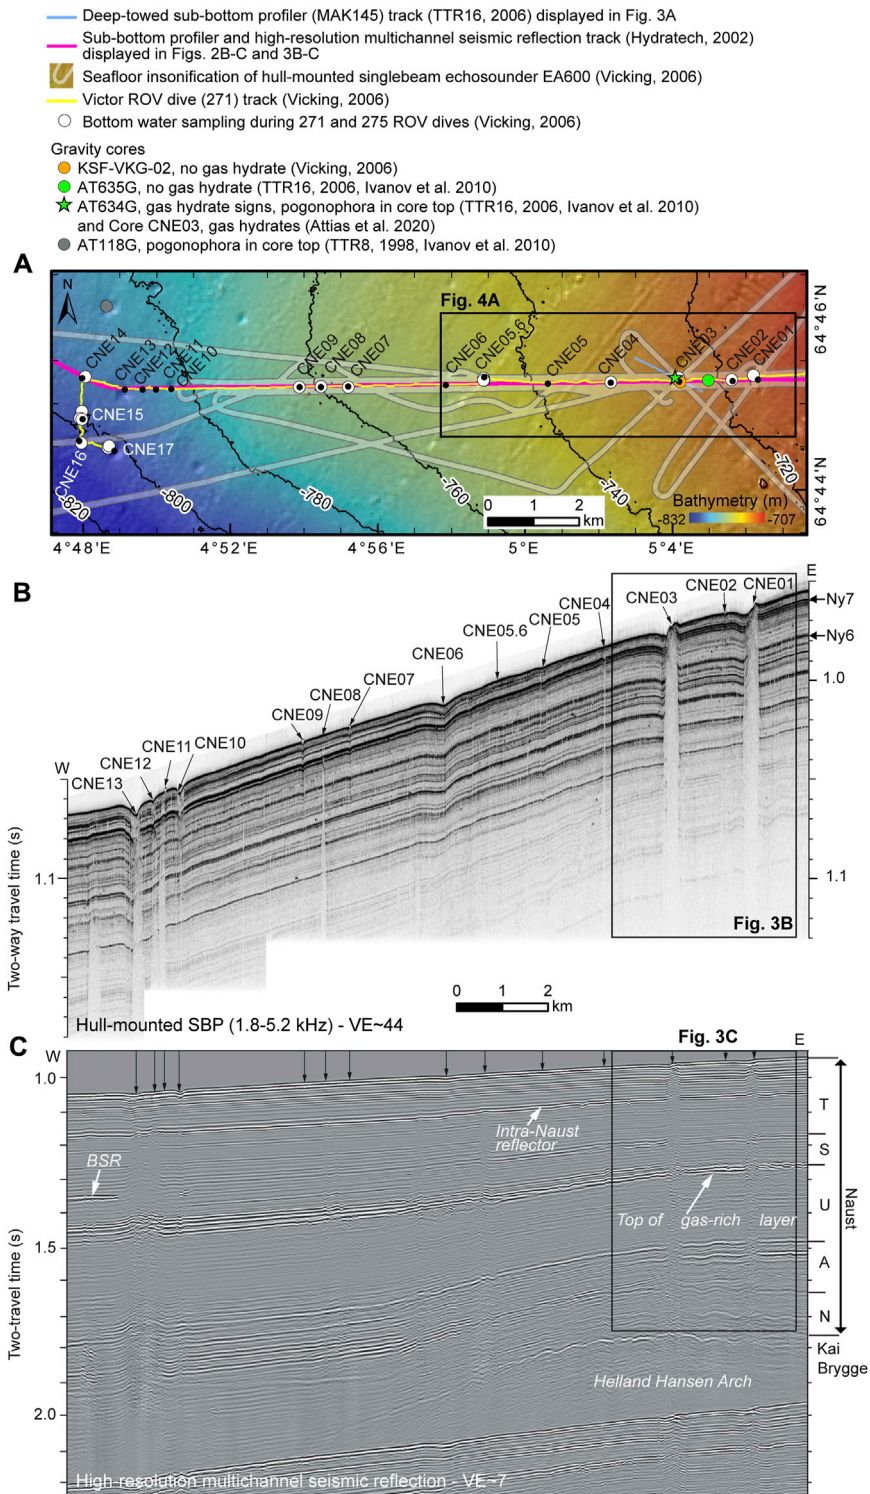 Deep-towed sub-bottom profiler (MAK145) track (TTR16, 2006) displayed in Fig. 3A
Sub-bottom profiler and high-resolution multichannel seismic reflection track (Hydratech, 2002)
displayed in Figs. 2B-C and 3B-C
Seafloor insonification of hull-mounted singlebeam echosounder EA600 (Vicking, 2006)
Victor ROV dive (271) track (Vicking, 2006)
Bottom water sampling during 271 and 275 ROV dives (Vicking, 2006)
Gravity cores
KSF-VKG-02, no gas hydrate (Vicking, 2006)
AT635G, no gas hydrate (TTR16, 2006, Ivanov et al. 2010)
AT634G, gas hydrate signs, pogonophora in core top (TTR16, 2006, Ivanov et al. 2010)
and Core CNE03, gas hydrates (Attias et al. 2020)
AT118G, pogonophora in core top (TTR8, 1998, Ivanov et al. 2010)
A
N
Fig. 4A
64°46'N
CNE14
CNE13
CNE12
CNE11
CNE10
CNE09
CNE08
CNE07
CNE06
CNE05.6
CNE05
CNE04
CNE03
CNE02
CNE01
CNE15
CNE16
CNE17
-820
-800
-780
-760
-740
-720
0 1 2
km
Bathymetry (m)
-832 -707
64°44'N
4°48'E 4°52'E 4°56'E 5°E 5°4'E
B
E
CNE03 CNE02 CNE01
Ny7
Ny6
CNE04
CNE05
CNE05.6
CNE06
1.0
CNE07
CNE08
CNE09
CNE10
CNE11
CNE12
CNE13
W
1.1
1.1
Two-way travel time (s)
Fig. 3B
0 1 2
km
Hull-mounted SBP (1.8-5.2 kHz) - VE~44
C
W
Fig. 3C
E
1.0
T
Intra-Naust
reflector
S
BSR
U
Naust
Top of gas-rich layer
1.5
A
N
Two-travel time (s)
Kai
Brygge
Helland Hansen Arch
2.0
High-resolution multichannel seismic reflection - VE~7